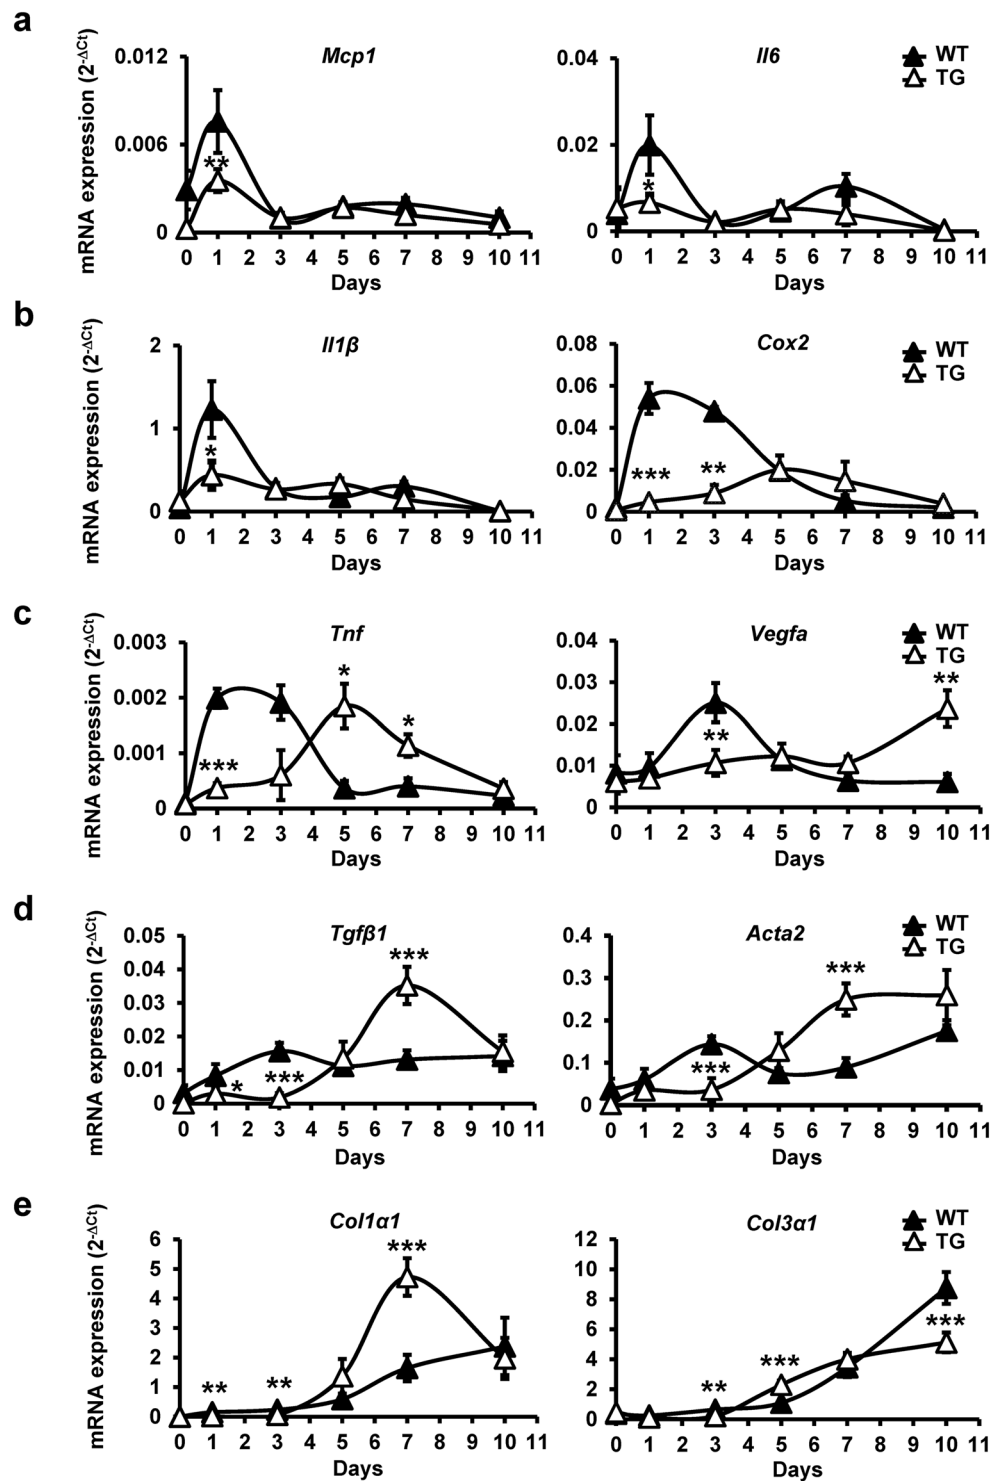 a
Mcp1
Il6
mRNA expression (2-ΔCt)
0.012
0.006
0
0 1 2 3 4 5 6 7 8 9 10 11
Days
0.04
0.02
0
0 1 2 3 4 5 6 7 8 9 10 11
Days
WT
TG
**
*
b
Il1β
Cox2
mRNA expression (2-ΔCt)
2
1
0
0 1 2 3 4 5 6 7 8 9 10 11
Days
0.08
0.06
0.04
0.02
0
0 1 2 3 4 5 6 7 8 9 10 11
Days
WT
TG
*
***
**
c
Tnf
Vegfa
mRNA expression (2-ΔCt)
0.003
0.002
0.001
0
0 1 2 3 4 5 6 7 8 9 10 11
Days
0.04
0.03
0.02
0.01
0
0 1 2 3 4 5 6 7 8 9 10 11
Days
WT
TG
***
*
*
**
**
d
Tgfβ1
Acta2
mRNA expression (2-ΔCt)
0.05
0.04
0.03
0.02
0.01
0
0 1 2 3 4 5 6 7 8 9 10 11
Days
0.4
0.3
0.2
0.1
0
0 1 2 3 4 5 6 7 8 9 10 11
Days
WT
TG
*
***
***
***
***
e
Col1α1
Col3α1
mRNA expression (2-ΔCt)
6
5
4
3
2
1
0
0 1 2 3 4 5 6 7 8 9 10 11
Days
12
10
8
6
4
2
0
0 1 2 3 4 5 6 7 8 9 10 11
Days
WT
TG
**
**
***
**
***
***